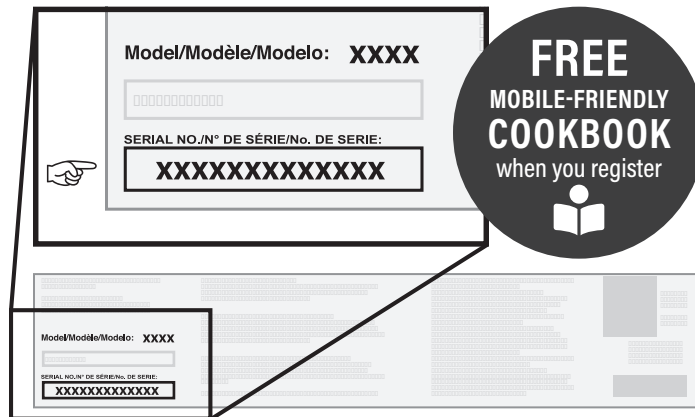 Model/Modèle/Modelo: XXXX
SERIAL NO./N° DE SÉRIE/No. DE SERIE:
XXXXXXXXXXXXX
FREE
MOBILE-FRIENDLY
COOKBOOK
when you register
Model/Modèle/Modelo: XXXX
SERIAL NO./N° DE SÉRIE/No. DE SERIE:
XXXXXXXXXXXXX